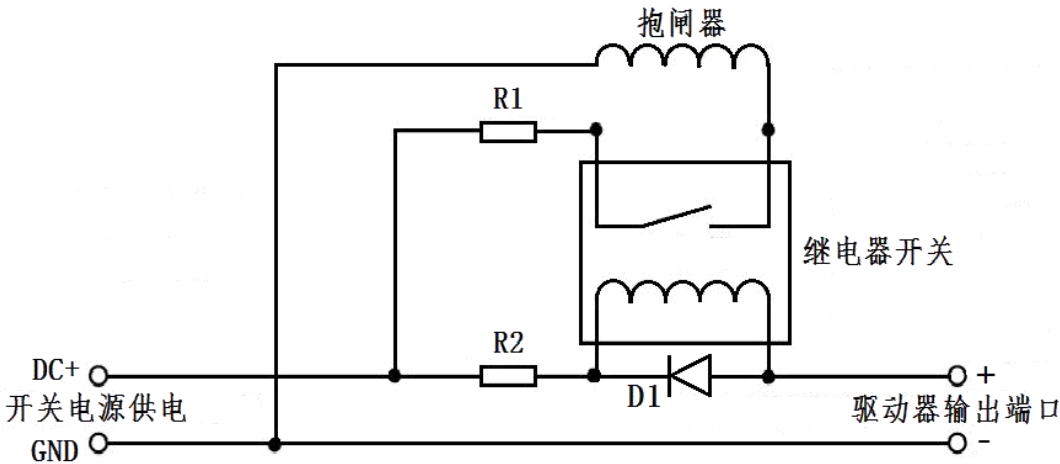 抱闸器
R1
继电器开关
R2
DC+
D1
+
开关电源供电
驱动器输出端口
GND
-